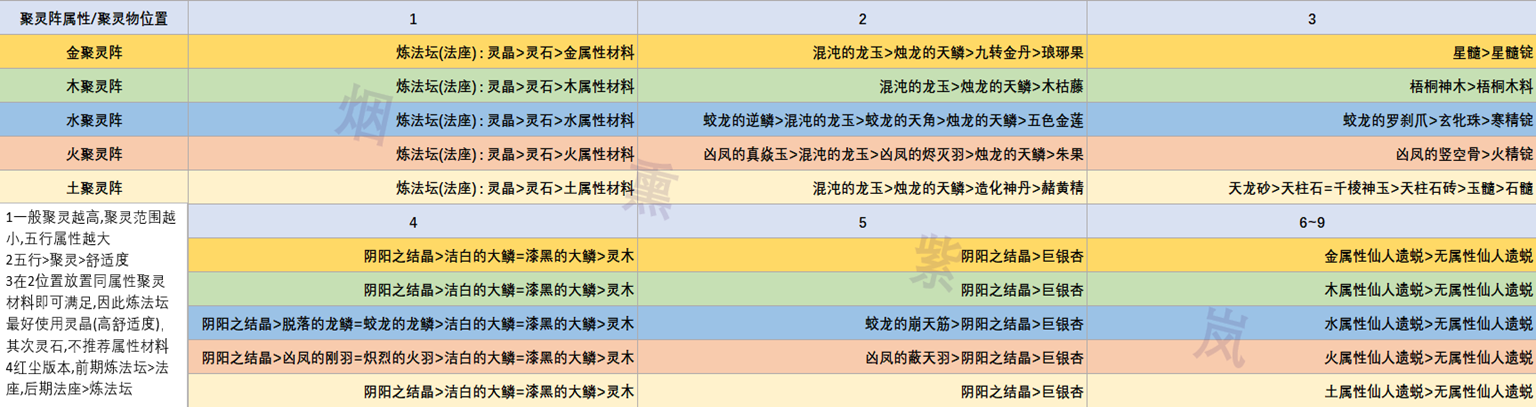 聚灵阵属性/聚灵物位置 1 2 3
金聚灵阵 炼法坛(法座) : 灵晶>灵石>金属性材料 混沌的龙玉>烛龙的天鳞>九转金丹>琅琊果 星髓>星髓锭
木聚灵阵 炼法坛(法座) : 灵晶>灵石>木属性材料 混沌的龙玉>烛龙的天鳞>木枯藤 梧桐神木>梧桐木料
水聚灵阵 炼法坛(法座) : 灵晶>灵石>水属性材料 蛟龙的逆鳞>混沌的龙玉>蛟龙的天角>烛龙的天鳞>五色金莲 蛟龙的罗刹爪>玄牝珠>寒精锭
火聚灵阵 炼法坛(法座) : 灵晶>灵石>火属性材料 凶凤的真焱玉>混沌的龙玉>凶凤的烬灭羽>烛龙的天鳞>朱果 凶凤的竖空骨>火精锭
土聚灵阵 炼法坛(法座) : 灵晶>灵石>土属性材料 混沌的龙玉>烛龙的天鳞>造化神丹>赭黄精 天龙砂>天柱石=千棱神玉>天柱石砖>玉髓>石髓
1一般聚灵越高,聚灵范围越
小,五行属性越大
2五行>聚灵>舒适度
3在2位置放置同属性聚灵
材料即可满足,因此炼法坛
最好使用灵晶(高舒适度),
其次灵石,不推荐属性材料
4红尘版本,前期炼法坛>法
座,后期法座>炼法坛
4 5 6~9
阴阳之结晶>洁白的大鳞=漆黑的大鳞>灵木 阴阳之结晶>巨银杏 金属性仙人遗蜕>无属性仙人遗蜕
阴阳之结晶>洁白的大鳞=漆黑的大鳞>灵木 阴阳之结晶>巨银杏 木属性仙人遗蜕>无属性仙人遗蜕
阴阳之结晶>脱落的龙鳞=蛟龙的龙鳞>洁白的大鳞=漆黑的大鳞>灵木 蛟龙的崩天筋>阴阳之结晶>巨银杏 水属性仙人遗蜕>无属性仙人遗蜕
阴阳之结晶>凶凤的刚羽=炽烈的火羽>洁白的大鳞=漆黑的大鳞>灵木 凶凤的蔽天羽>阴阳之结晶>巨银杏 火属性仙人遗蜕>无属性仙人遗蜕
阴阳之结晶>洁白的大鳞=漆黑的大鳞>灵木 阴阳之结晶>巨银杏 土属性仙人遗蜕>无属性仙人遗蜕
烟
熏
紫
岚